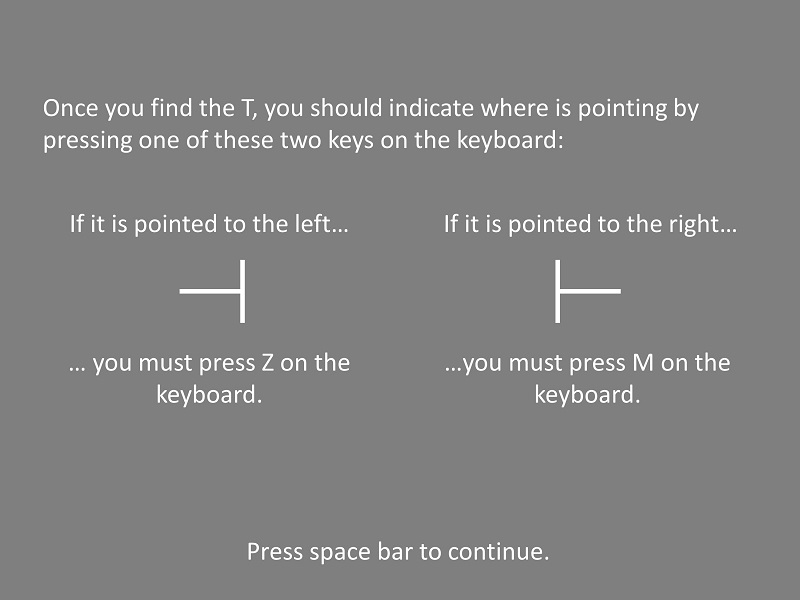 Once you find the T, you should indicate where is pointing by
pressing one of these two keys on the keyboard:
If it is pointed to the left...
If it is pointed to the right...
... you must press Z on the
keyboard.
...you must press M on the
keyboard.
Press space bar to continue.